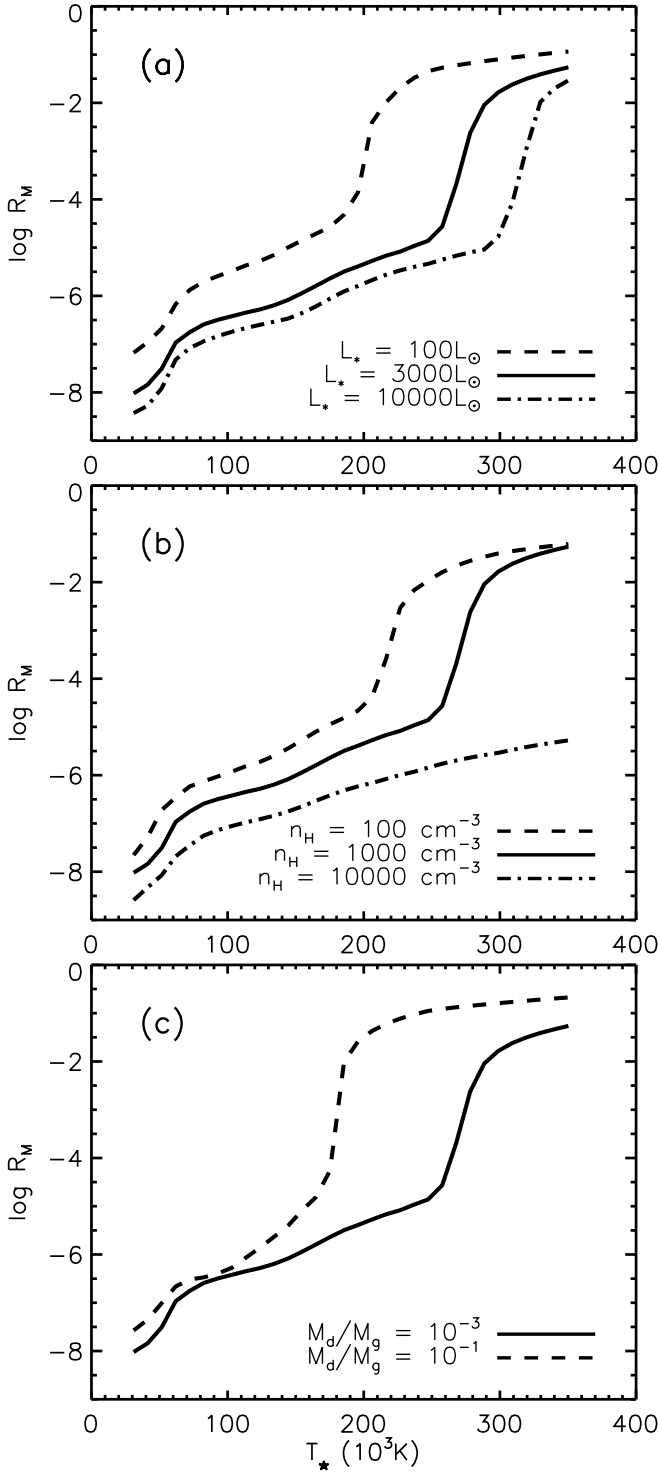 0
(a)
−2
−4
log R_M
−6
L_* = 100L_⊙
L_* = 3000L_⊙
−8
L_* = 10000L_⊙
0 100 200 300 400
0
(b)
−2
−4
log R_M
−6
n_H = 100 cm⁻³
n_H = 1000 cm⁻³
−8
n_H = 10000 cm⁻³
0 100 200 300 400
0
(c)
−2
−4
log R_M
−6
M_d/M_g = 10⁻³
−8
M_d/M_g = 10⁻¹
0 100 200 300 400
T_★ (10³K)